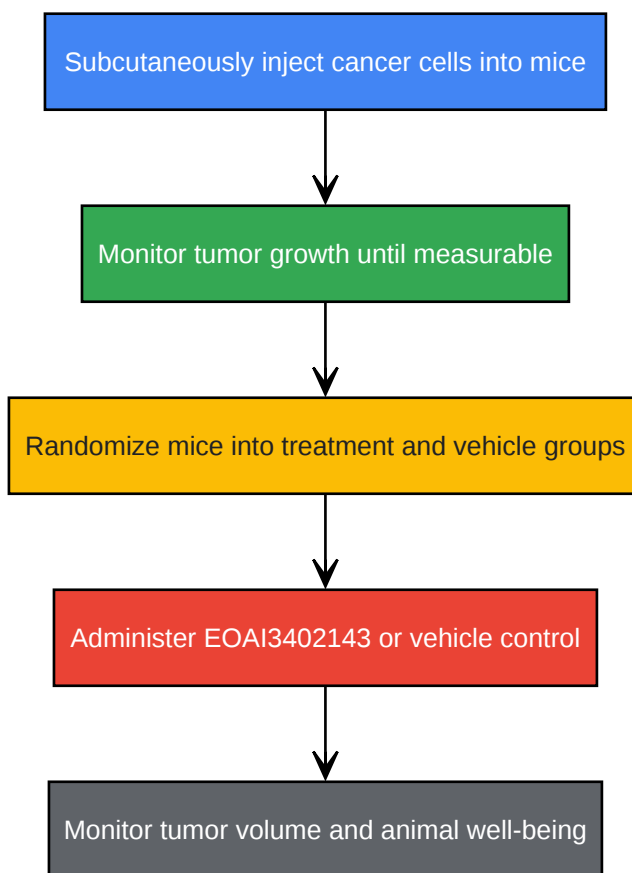 Subcutaneously inject cancer cells into mice
Monitor tumor growth until measurable
Randomize mice into treatment and vehicle groups
Administer EOAI3402143 or vehicle control
Monitor tumor volume and animal well-being